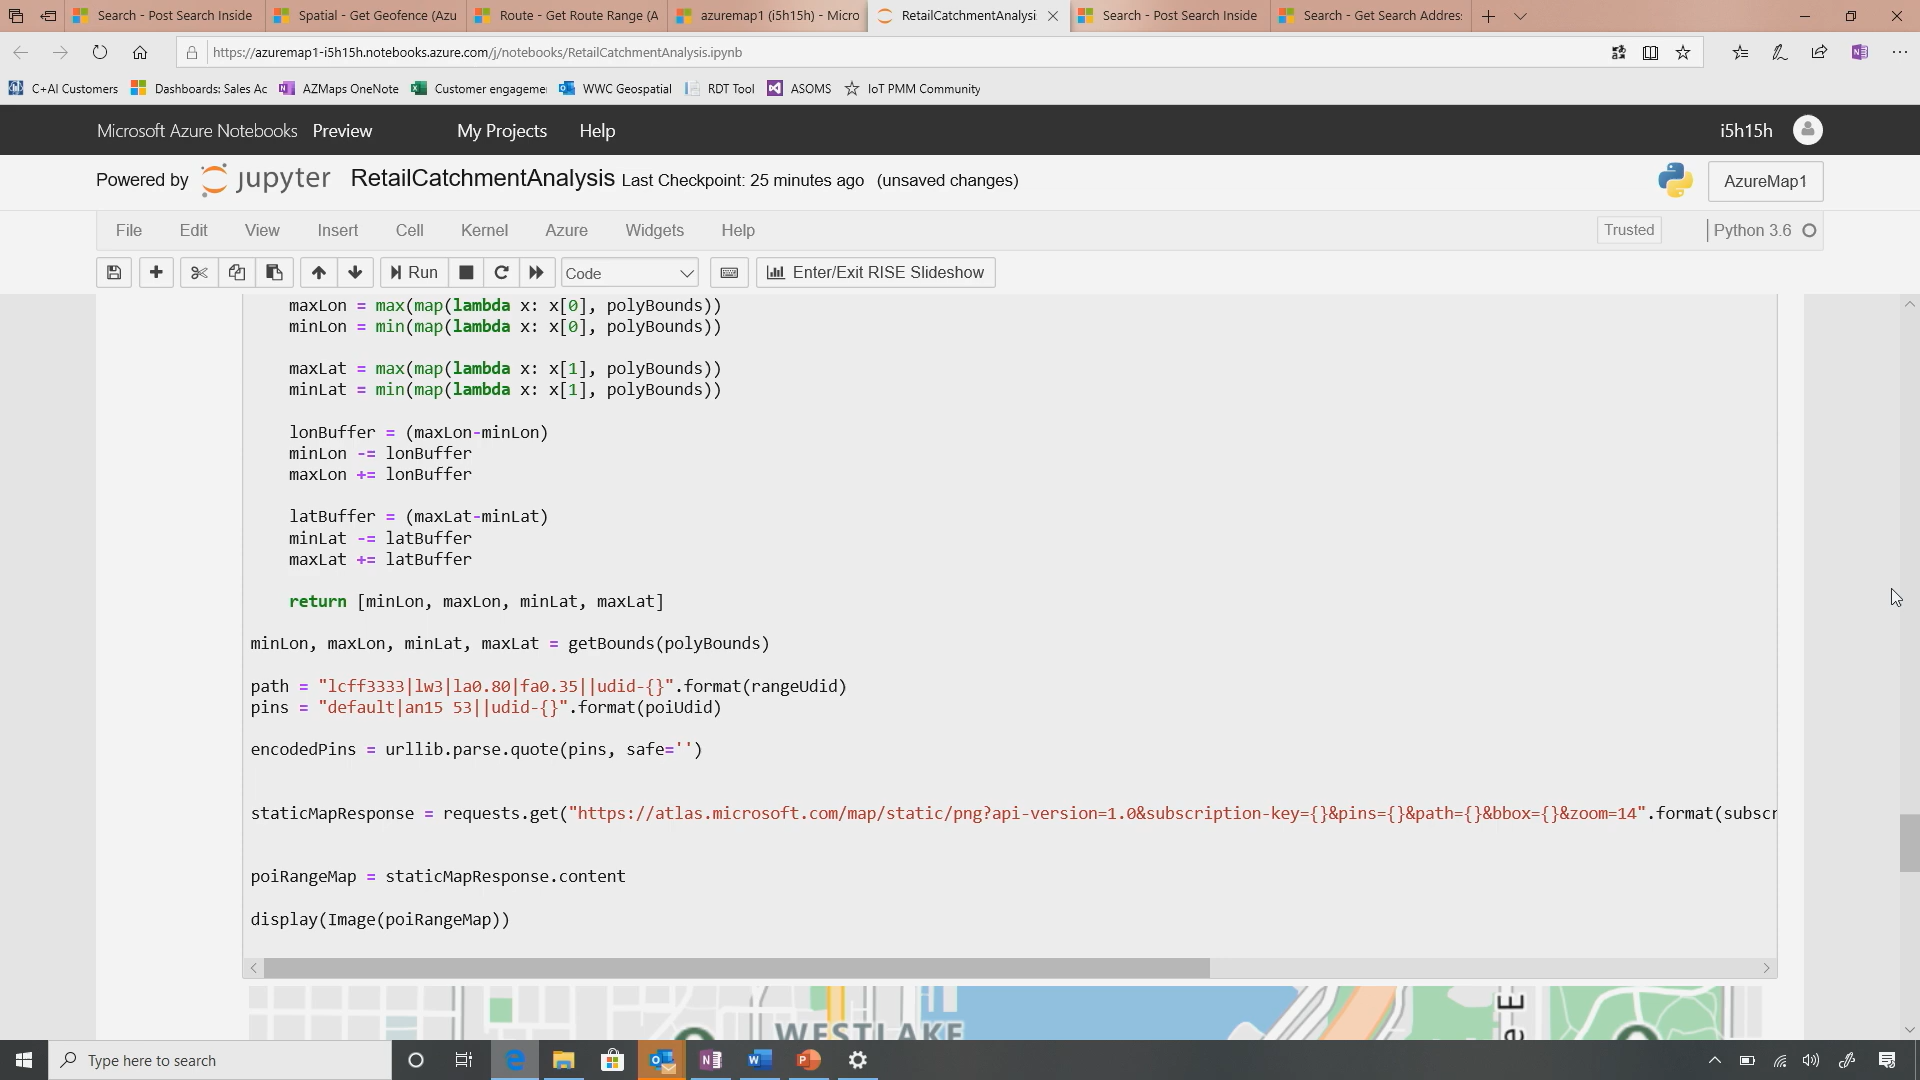 Search - Post Search Inside
Spatial - Get Geofence (Azu
Route - Get Route Range (A
azuremap1 (i5h15h) - Micro
RetailCatchmentAnalysi
Search - Post Search Inside
Search - Get Search Addres
https://azuremap1-i5h15h.notebooks.azure.com/j/notebooks/RetailCatchmentAnalysis.ipynb
C+AI Customers
Dashboards: Sales Ac
AZMaps OneNote
Customer engageme
WWC Geospatial
RDT Tool
ASOMS
IoT PMM Community
Microsoft Azure Notebooks Preview
My Projects
Help
i5h15h
Powered by jupyter RetailCatchmentAnalysis Last Checkpoint: 25 minutes ago (unsaved changes)
AzureMap1
File Edit View Insert Cell Kernel Azure Widgets Help
Trusted
Python 3.6
Run
Code
Enter/Exit RISE Slideshow
maxLon = max(map(lambda x: x[0], polyBounds))
minLon = min(map(lambda x: x[0], polyBounds))
maxLat = max(map(lambda x: x[1], polyBounds))
minLat = min(map(lambda x: x[1], polyBounds))
lonBuffer = (maxLon-minLon)
minLon -= lonBuffer
maxLon += lonBuffer
latBuffer = (maxLat-minLat)
minLat -= latBuffer
maxLat += latBuffer
return [minLon, maxLon, minLat, maxLat]
minLon, maxLon, minLat, maxLat = getBounds(polyBounds)
path = "lcff3333|lw3|la0.80|fa0.35||udid-{}".format(rangeUdid)
pins = "default|an15 53||udid-{}".format(poiUdid)
encodedPins = urllib.parse.quote(pins, safe='')
staticMapResponse = requests.get("https://atlas.microsoft.com/map/static/png?api-version=1.0&subscription-key={}&pins={}&path={}&bbox={}&zoom=14".format(subscr
poiRangeMap = staticMapResponse.content
display(Image(poiRangeMap))
WESTLAKE
e E
Type here to search